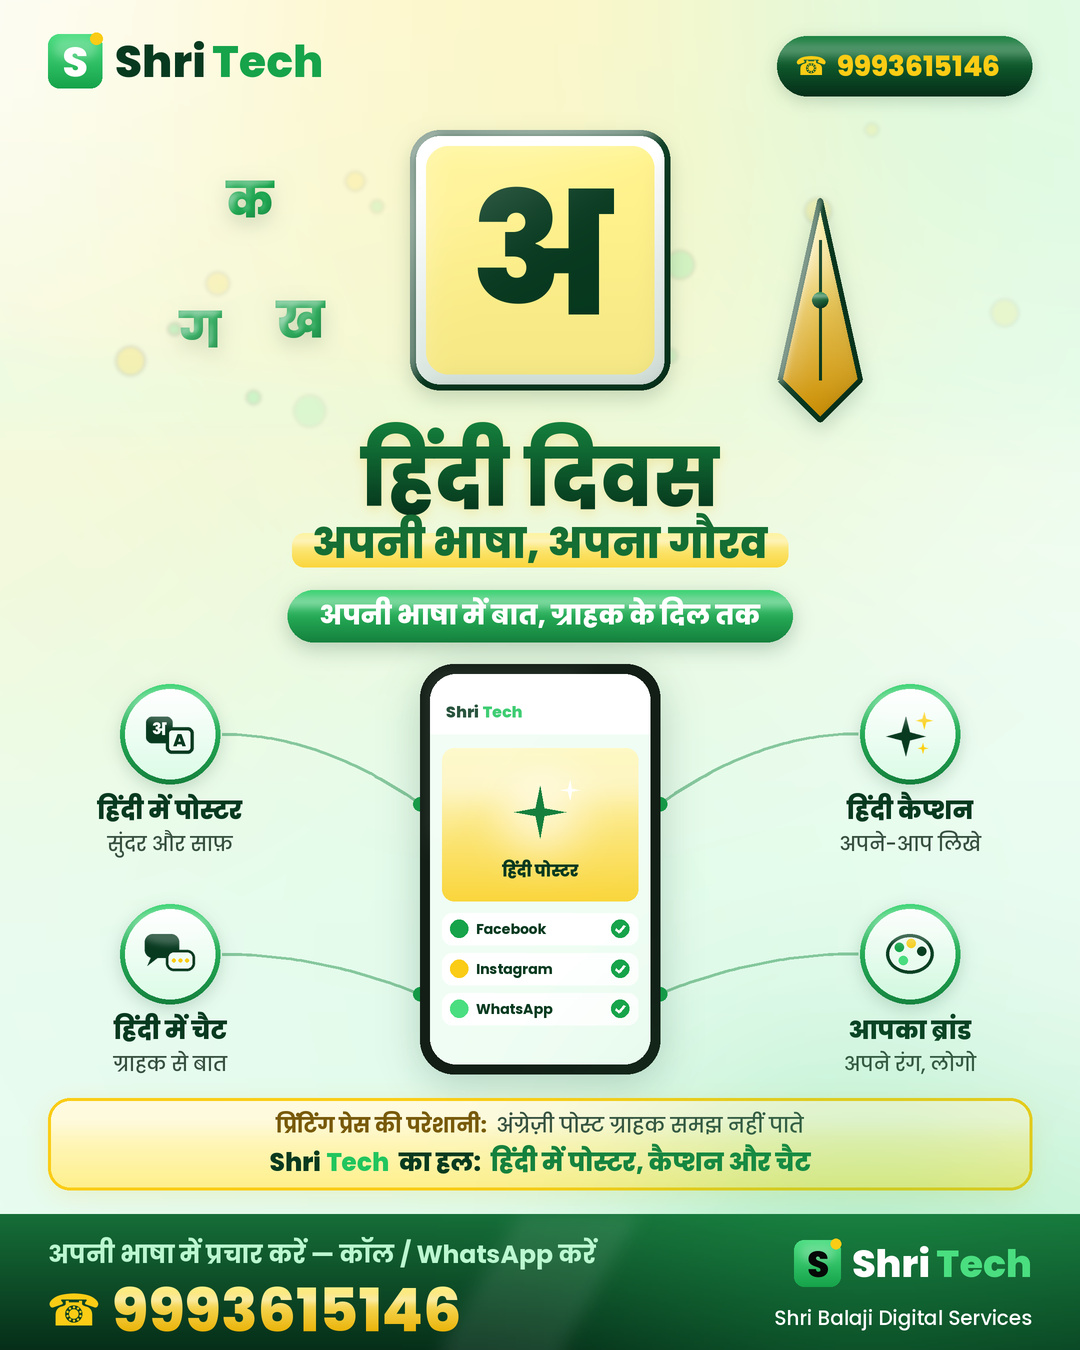 S Shri Tech
☎ 9993615146
अ
क
ग ख
हिंदी दिवस
अपनी भाषा, अपना गौरव
अपनी भाषा में बात, ग्राहक के दिल तक
Shri Tech
हिंदी पोस्टर
Facebook
Instagram
WhatsApp
अ A
हिंदी में पोस्टर
सुंदर और साफ़
हिंदी कैप्शन
अपने-आप लिखे
हिंदी में चैट
ग्राहक से बात
आपका ब्रांड
अपने रंग, लोगो
प्रिंटिंग प्रेस की परेशानी: अंग्रेज़ी पोस्ट ग्राहक समझ नहीं पाते
Shri Tech का हल: हिंदी में पोस्टर, कैप्शन और चैट
अपनी भाषा में प्रचार करें — कॉल / WhatsApp करें
☎ 9993615146
S Shri Tech
Shri Balaji Digital Services